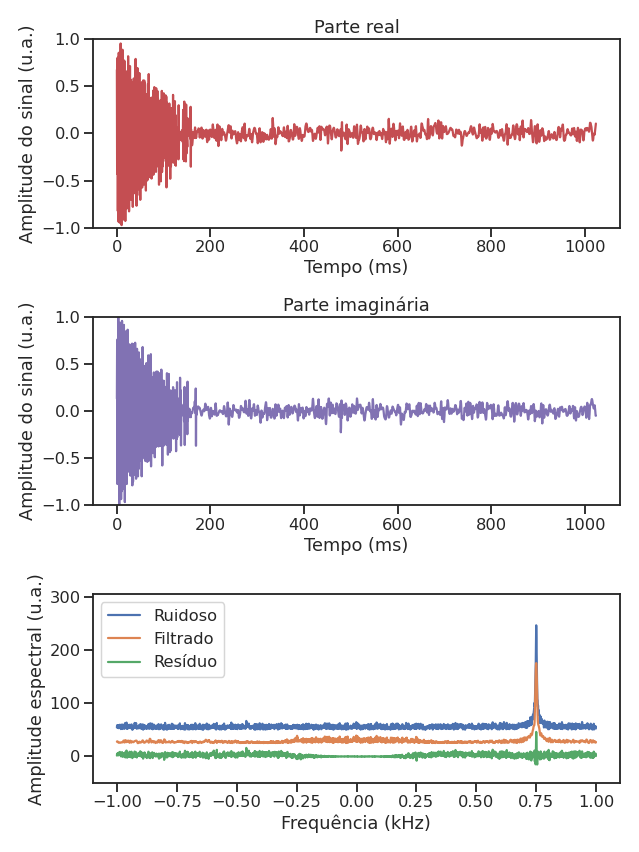 Parte real
Amplitude do sinal (u.a.)
1.0
0.5
0.0
−0.5
−1.0
0 200 400 600 800 1000
Tempo (ms)
Parte imaginária
Amplitude do sinal (u.a.)
1.0
0.5
0.0
−0.5
−1.0
0 200 400 600 800 1000
Tempo (ms)
Amplitude espectral (u.a.)
300
200
100
0
Ruidoso
Filtrado
Resíduo
−1.00 −0.75 −0.50 −0.25 0.00 0.25 0.50 0.75 1.00
Frequência (kHz)